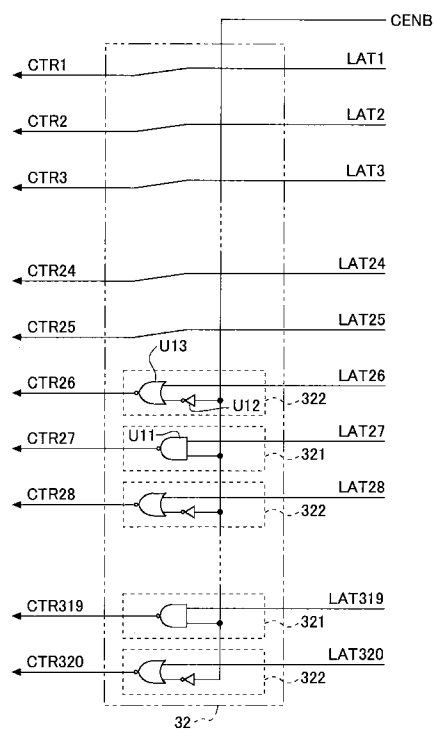 CENB
CTR1 LAT1
CTR2 LAT2
CTR3 LAT3
CTR24 LAT24
CTR25 LAT25
U13
CTR26 LAT26
U12 322
CTR27 U11 LAT27
321
CTR28 LAT28
322
CTR319 LAT319
321
CTR320 LAT320
322
32